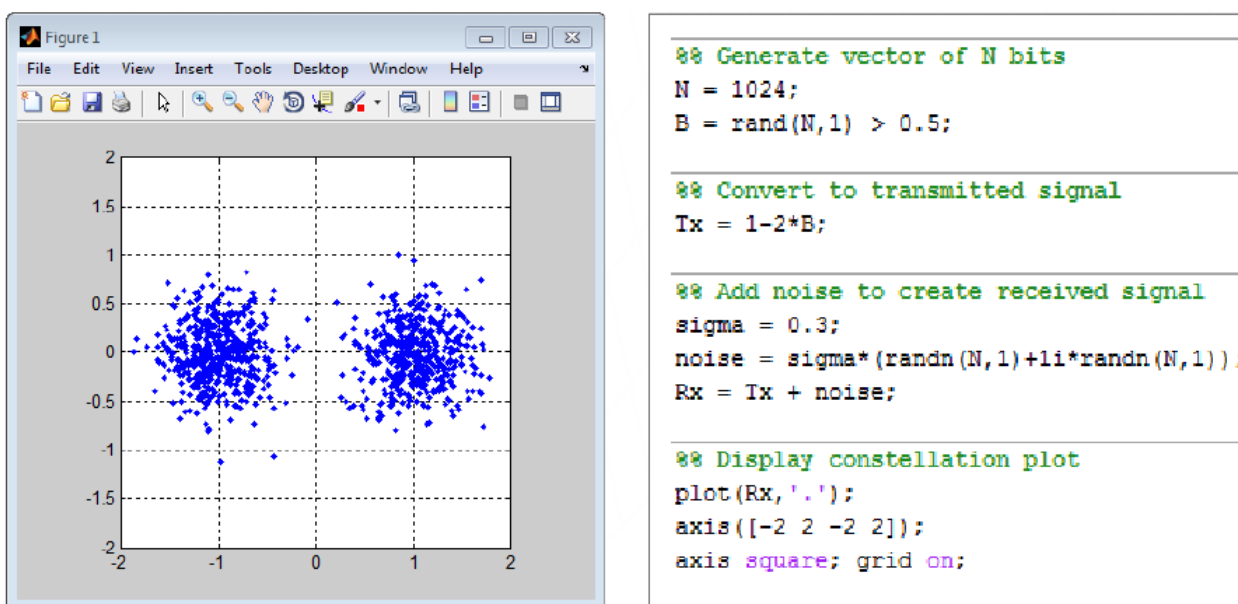 Figure 1
File Edit View Insert Tools Desktop Window Help
2
1.5
1
0.5
0
-0.5
-1
-1.5
-2
-2 -1 0 1 2
%% Generate vector of N bits
N = 1024;
B = rand(N,1) > 0.5;
%% Convert to transmitted signal
Tx = 1-2*B;
%% Add noise to create received signal
sigma = 0.3;
noise = sigma*(randn(N,1)+1i*randn(N,1));
Rx = Tx + noise;
%% Display constellation plot
plot(Rx,'.');
axis([-2 2 -2 2]);
axis square; grid on;